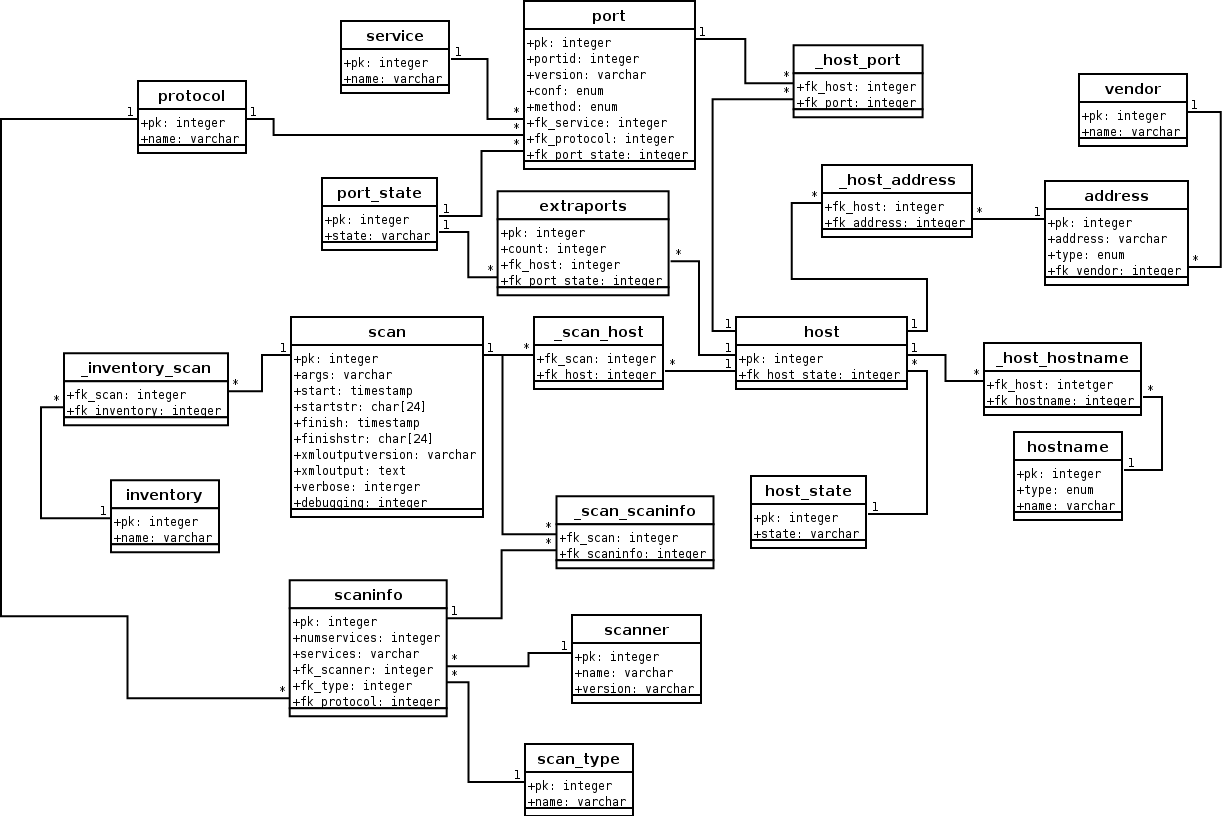 port
+pk: integer
+portid: integer
+version: varchar
+conf: enum
+method: enum
+fk_service: integer
+fk_protocol: integer
+fk_port_state: integer
1
*
*
*
service
+pk: integer
+name: varchar
1
_host_port
+fk_host: integer
+fk_port: integer
*
*
protocol
+pk: integer
+name: varchar
1
1
vendor
+pk: integer
+name: varchar
1
port_state
+pk: integer
+state: varchar
1
1
extraports
+pk: integer
+count: integer
+fk_host: integer
+fk_port_state: integer
*
*
_host_address
+fk_host: integer
+fk_address: integer
*
*
address
+pk: integer
+address: varchar
+type: enum
+fk_vendor: integer
1
*
scan
+pk: integer
+args: varchar
+start: timestamp
+startstr: char[24]
+finish: timestamp
+finishstr: char[24]
+xmloutputversion: varchar
+xmloutput: text
+verbose: interger
+debugging: integer
1
1
_scan_host
+fk_scan: integer
+fk_host: integer
*
*
host
+pk: integer
+fk_host_state: integer
1
1
1
1
1
*
_inventory_scan
+fk_scan: integer
+fk_inventory: integer
*
*
_host_hostname
+fk_host: intetger
+fk_hostname: integer
*
*
hostname
+pk: integer
+type: enum
+name: varchar
1
inventory
+pk: integer
+name: varchar
1
host_state
+pk: integer
+state: varchar
1
_scan_scaninfo
+fk_scan: integer
+fk_scaninfo: integer
*
*
scaninfo
+pk: integer
+numservices: integer
+services: varchar
+fk_scanner: integer
+fk_type: integer
+fk_protocol: integer
1
*
*
*
scanner
+pk: integer
+name: varchar
+version: varchar
1
scan_type
+pk: integer
+name: varchar
1